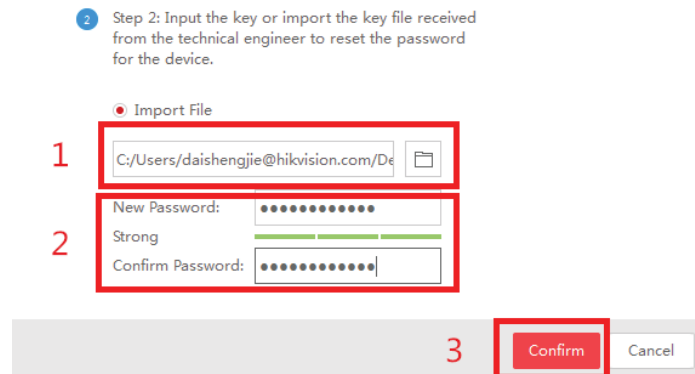 2 Step 2: Input the key or import the key file received
from the technical engineer to reset the password
for the device.
Import File
1 C:/Users/daishengjie@hikvision.com/De
New Password: ●●●●●●●●●●●●
2 Strong
Confirm Password: ●●●●●●●●●●●●
3 Confirm Cancel